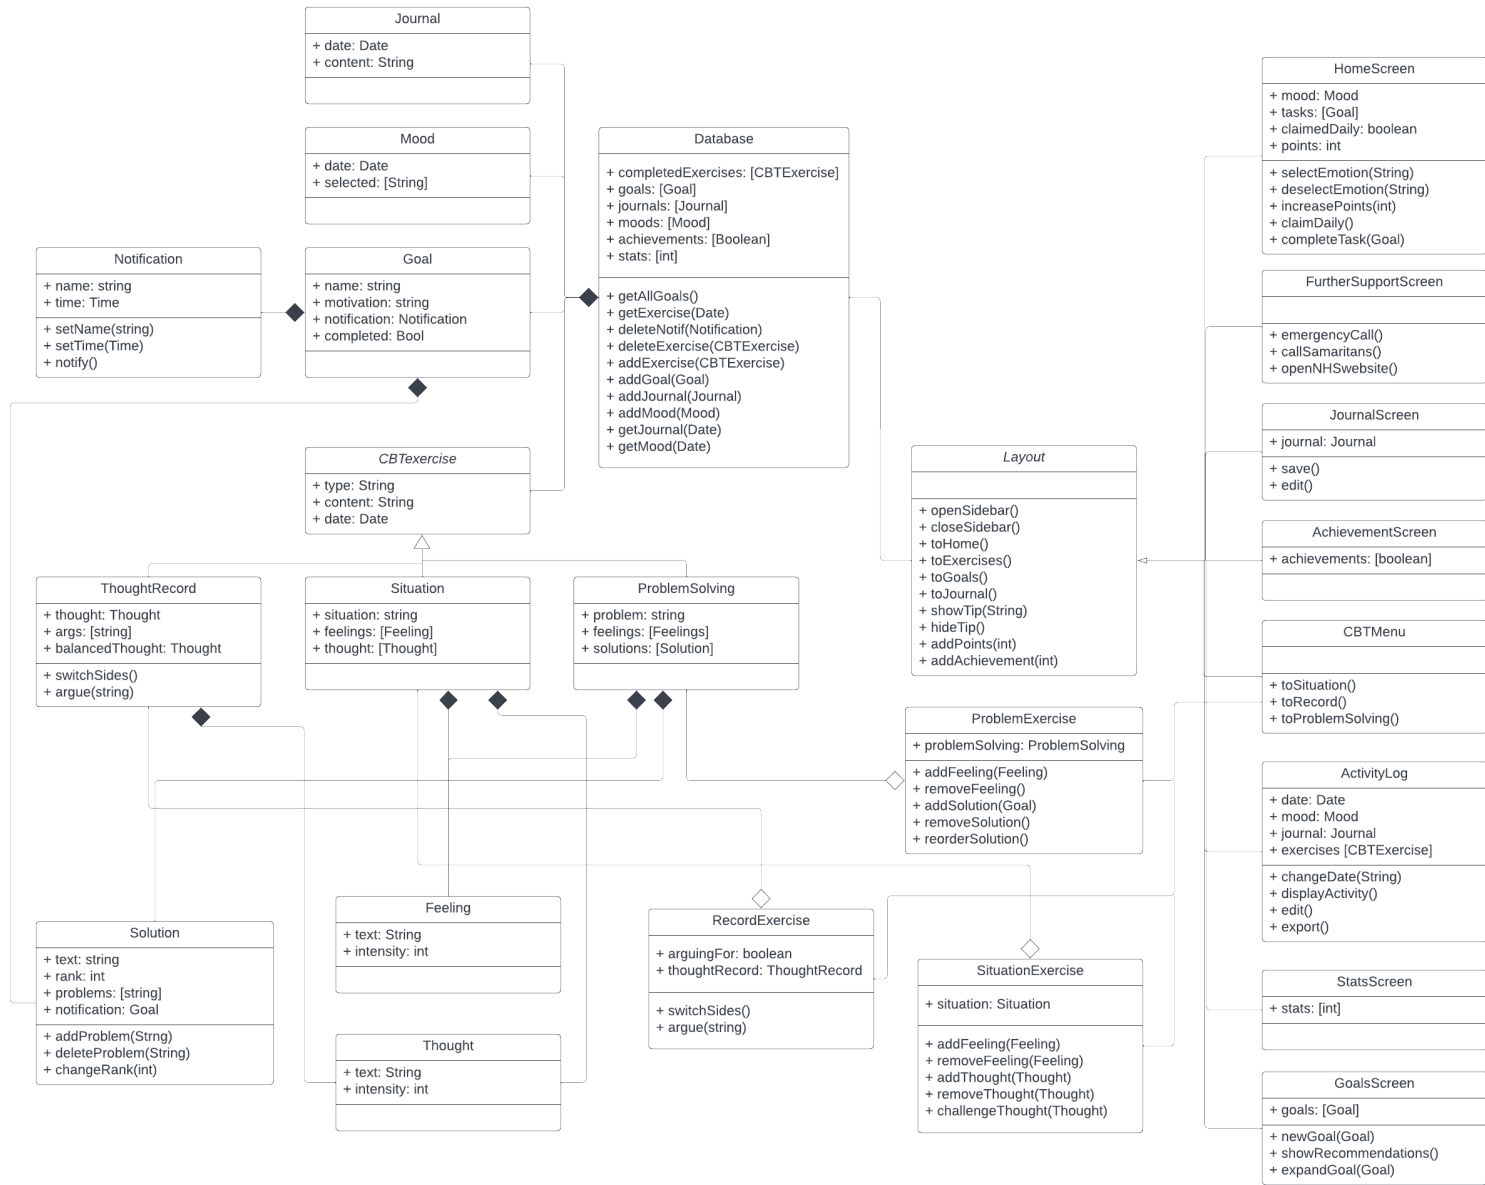 Journal
+ date: Date
+ content: String
Mood
+ date: Date
+ selected: [String]
Notification
+ name: string
+ time: Time
+ setName(string)
+ setTime(Time)
+ notify()
Goal
+ name: string
+ motivation: string
+ notification: Notification
+ completed: Bool
Database
+ completedExercises: [CBTExercise]
+ goals: [Goal]
+ journals: [Journal]
+ moods: [Mood]
+ achievements: [Boolean]
+ stats: [int]
+ getAllGoals()
+ getExercise(Date)
+ deleteNotif(Notification)
+ deleteExercise(CBTExercise)
+ addExercise(CBTExercise)
+ addGoal(Goal)
+ addJournal(Journal)
+ addMood(Mood)
+ getJournal(Date)
+ getMood(Date)
CBTexercise
+ type: String
+ content: String
+ date: Date
ThoughtRecord
+ thought: Thought
+ args: [string]
+ balancedThought: Thought
+ switchSides()
+ argue(string)
Situation
+ situation: string
+ feelings: [Feeling]
+ thought: [Thought]
ProblemSolving
+ problem: string
+ feelings: [Feelings]
+ solutions: [Solution]
Layout
+ openSidebar()
+ closeSidebar()
+ toHome()
+ toExercises()
+ toGoals()
+ toJournal()
+ showTip(String)
+ hideTip()
+ addPoints(int)
+ addAchievement(int)
ProblemExercise
+ problemSolving: ProblemSolving
+ addFeeling(Feeling)
+ removeFeeling()
+ addSolution(Goal)
+ removeSolution()
+ reorderSolution()
Solution
+ text: string
+ rank: int
+ problems: [string]
+ notification: Goal
+ addProblem(Strng)
+ deleteProblem(String)
+ changeRank(int)
Feeling
+ text: String
+ intensity: int
Thought
+ text: String
+ intensity: int
RecordExercise
+ arguingFor: boolean
+ thoughtRecord: ThoughtRecord
+ switchSides()
+ argue(string)
SituationExercise
+ situation: Situation
+ addFeeling(Feeling)
+ removeFeeling(Feeling)
+ addThought(Thought)
+ removeThought(Thought)
+ challengeThought(Thought)
HomeScreen
+ mood: Mood
+ tasks: [Goal]
+ claimedDaily: boolean
+ points: int
+ selectEmotion(String)
+ deselectEmotion(String)
+ increasePoints(int)
+ claimDaily()
+ completeTask(Goal)
FurtherSupportScreen
+ emergencyCall()
+ callSamaritans()
+ openNHSwebsite()
JournalScreen
+ journal: Journal
+ save()
+ edit()
AchievementScreen
+ achievements: [boolean]
CBTMenu
+ toSituation()
+ toRecord()
+ toProblemSolving()
ActivityLog
+ date: Date
+ mood: Mood
+ journal: Journal
+ exercises [CBTExercise]
+ changeDate(String)
+ displayActivity()
+ edit()
+ export()
StatsScreen
+ stats: [int]
GoalsScreen
+ goals: [Goal]
+ newGoal(Goal)
+ showRecommendations()
+ expandGoal(Goal)